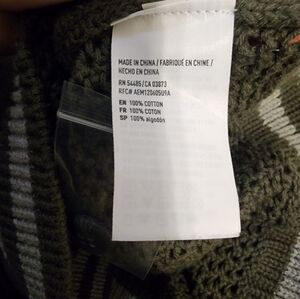 MADE IN CHINA / FABRIQUÉ EN CHINE /
HECHO EN CHINA
RN 54485/CA 03873
RFC# AEM120605U9A
EN 100% COTTON
FR 100% COTON
SP 100% algodón